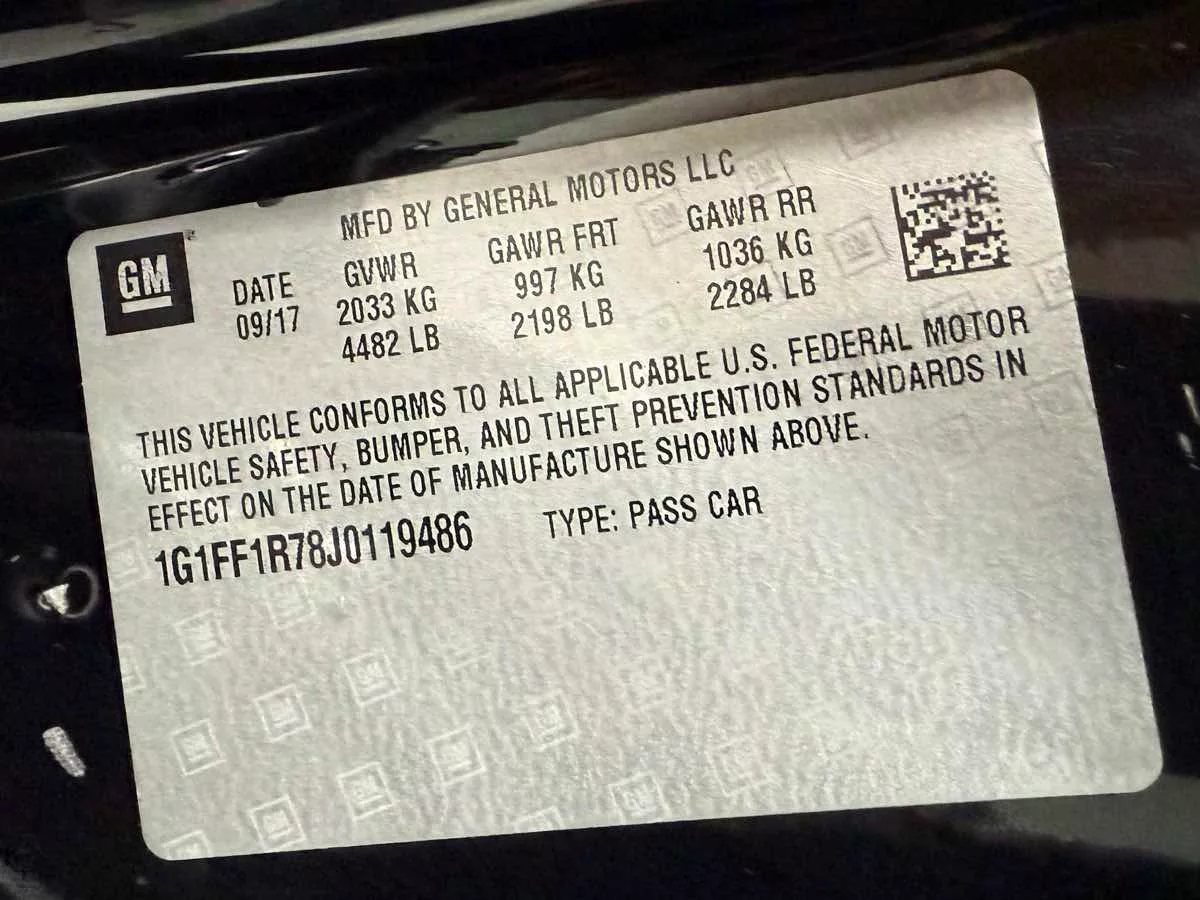 MFD BY GENERAL MOTORS LLC
GM
DATE GVWR GAWR FRT GAWR RR
09/17 2033 KG 997 KG 1036 KG
4482 LB 2198 LB 2284 LB
THIS VEHICLE CONFORMS TO ALL APPLICABLE U.S. FEDERAL MOTOR
VEHICLE SAFETY, BUMPER, AND THEFT PREVENTION STANDARDS IN
EFFECT ON THE DATE OF MANUFACTURE SHOWN ABOVE.
1G1FF1R78J0119486 TYPE: PASS CAR